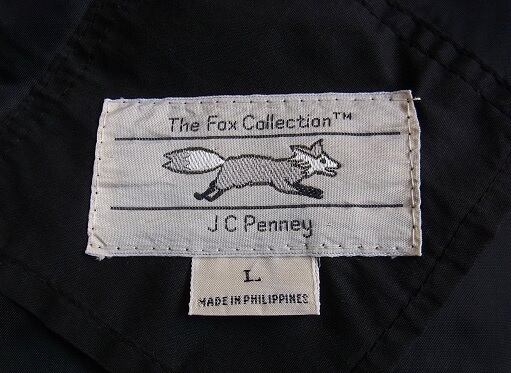 The Fox Collection™
J C Penney
L
MADE IN PHILIPPINES